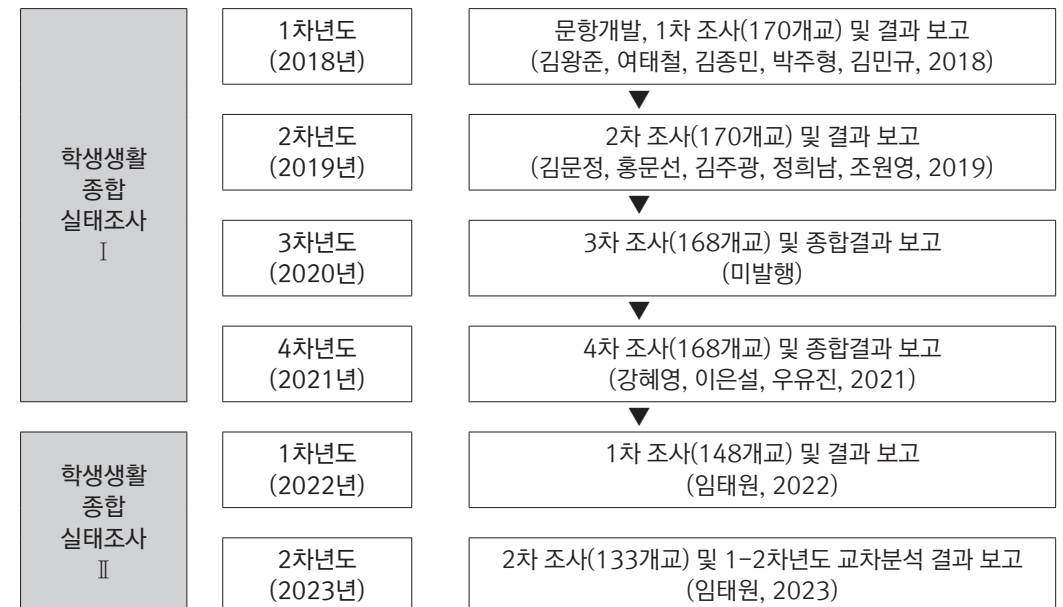 학생생활
종합
실태조사
Ⅰ
1차년도
(2018년)
문항개발, 1차 조사(170개교) 및 결과 보고
(김왕준, 여태철, 김종민, 박주형, 김민규, 2018)
▼
2차년도
(2019년)
2차 조사(170개교) 및 결과 보고
(김문정, 홍문선, 김주광, 정희남, 조원영, 2019)
▼
3차년도
(2020년)
3차 조사(168개교) 및 종합결과 보고
(미발행)
▼
4차년도
(2021년)
4차 조사(168개교) 및 종합결과 보고
(강혜영, 이은설, 우유진, 2021)
▼
학생생활
종합
실태조사
Ⅱ
1차년도
(2022년)
1차 조사(148개교) 및 결과 보고
(임태원, 2022)
2차년도
(2023년)
2차 조사(133개교) 및 1-2차년도 교차분석 결과 보고
(임태원, 2023)